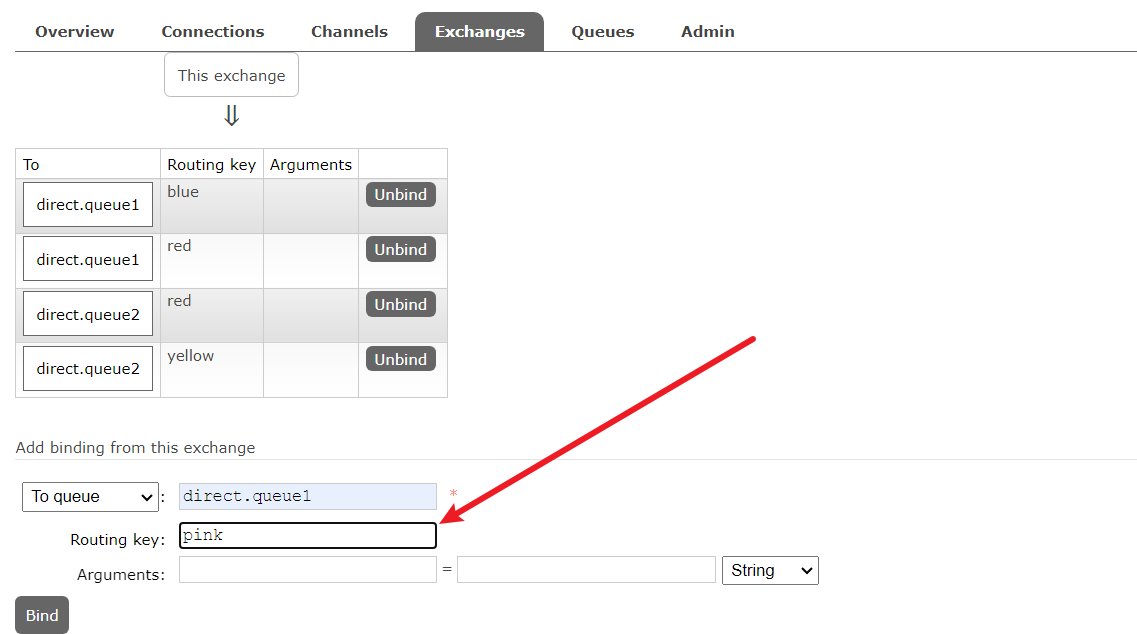 Overview Connections Channels Exchanges Queues Admin
This exchange
⇓
To Routing key Arguments
direct.queue1 blue Unbind
direct.queue1 red Unbind
direct.queue2 red Unbind
direct.queue2 yellow Unbind
Add binding from this exchange
To queue : direct.queue1 *
Routing key: pink
Arguments: = String
Bind